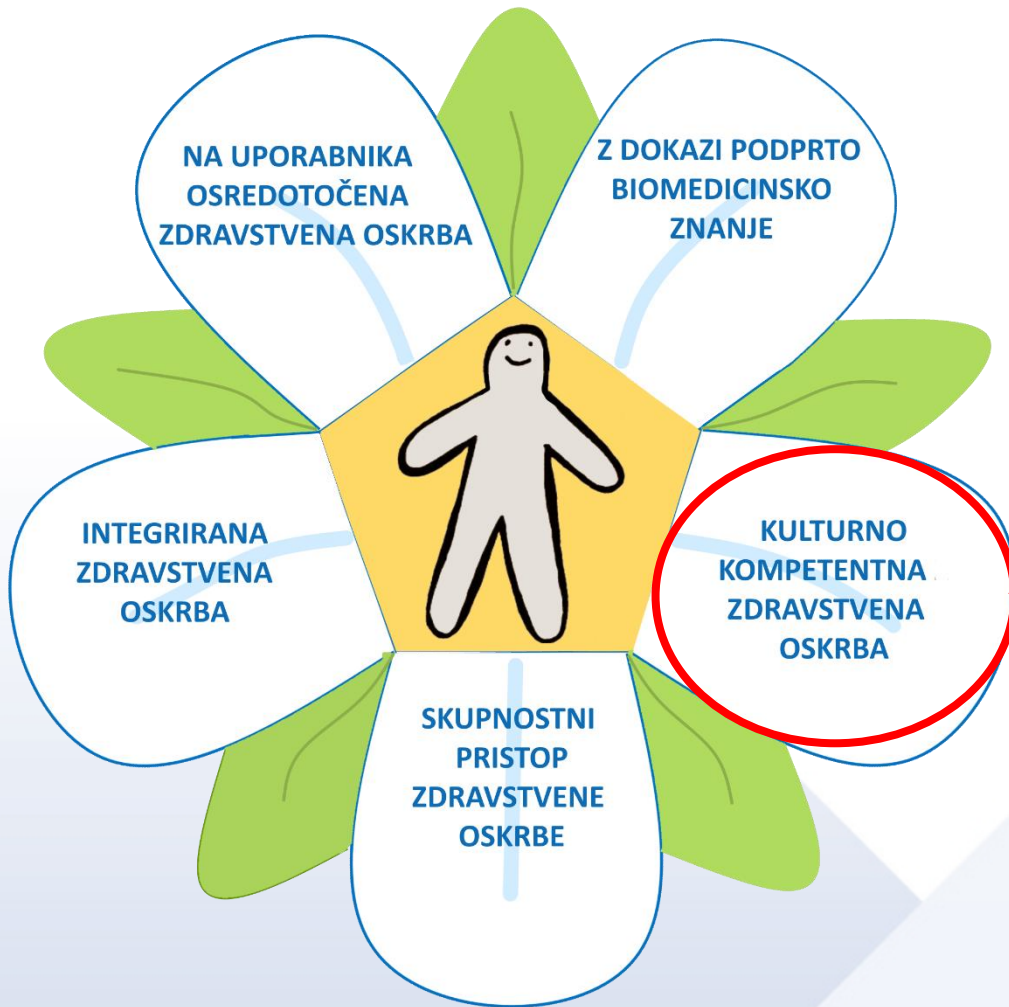 NA UPORABNIKA
OSREDOTOČENA
ZDRAVSTVENA OSKRBA
Z DOKAZI PODPRTO
BIOMEDICINSKO
ZNANJE
INTEGRIRANA
ZDRAVSTVENA
OSKRBA
KULTURNO
KOMPETENTNA
ZDRAVSTVENA
OSKRBA
SKUPNOSTNI
PRISTOP
ZDRAVSTVENE
OSKRBE